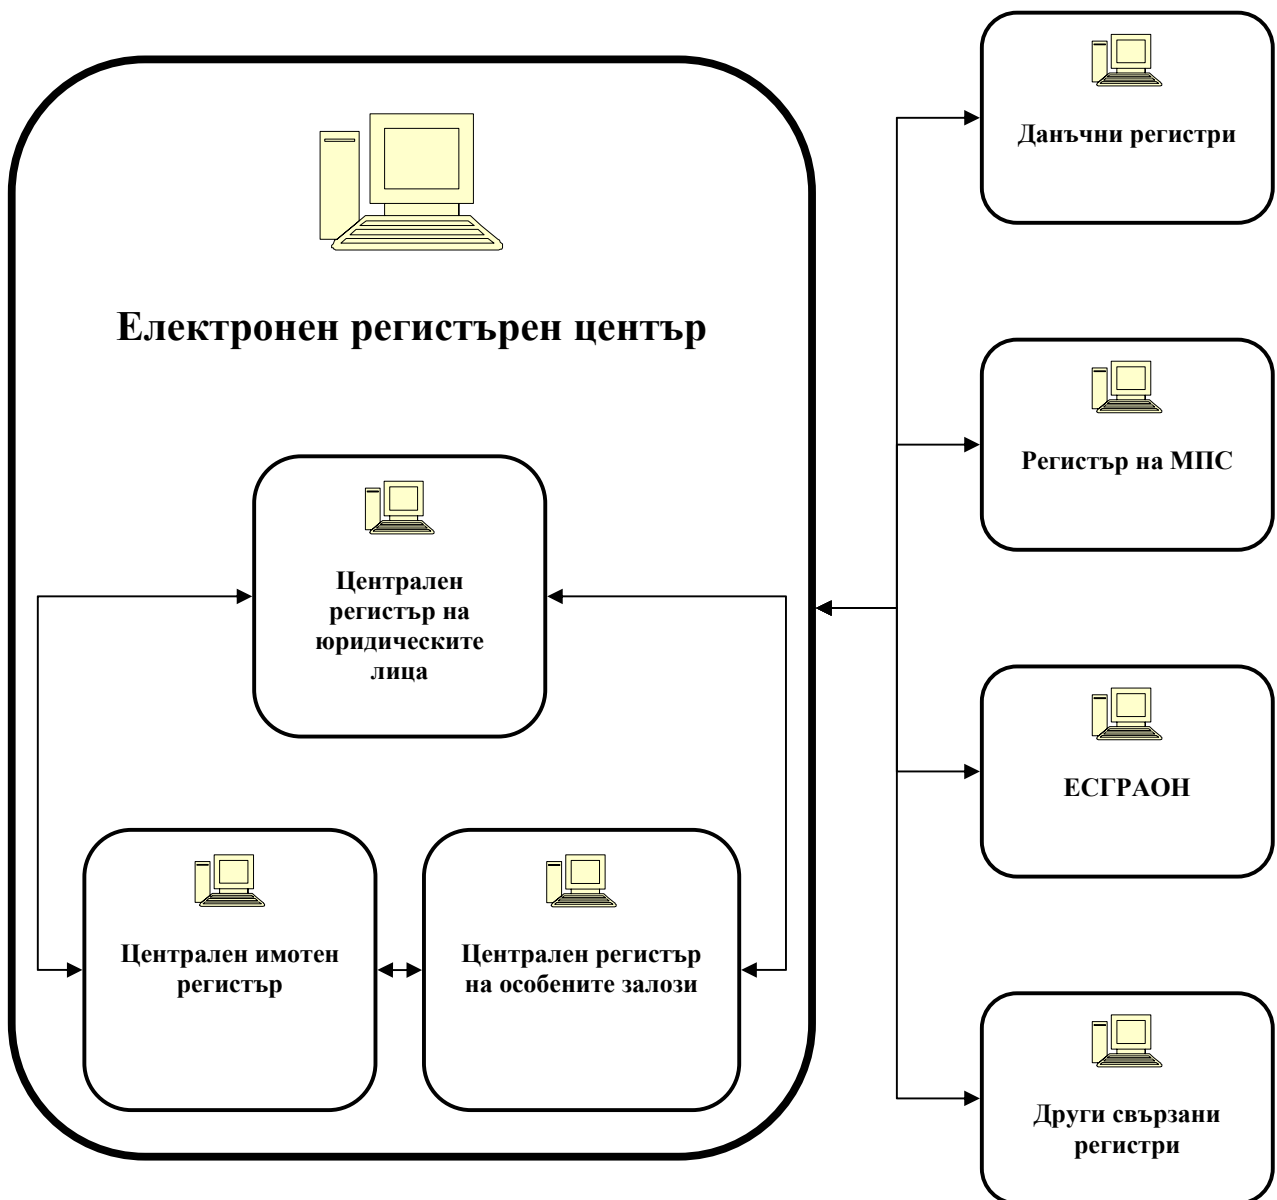 Електронен регистърен център
Централен
регистър на
юридическите
лица
Централен имотен
регистър
Централен регистър
на особените залози
Данъчни регистри
Регистър на МПС
ЕСГРАОН
Други свързани
регистри